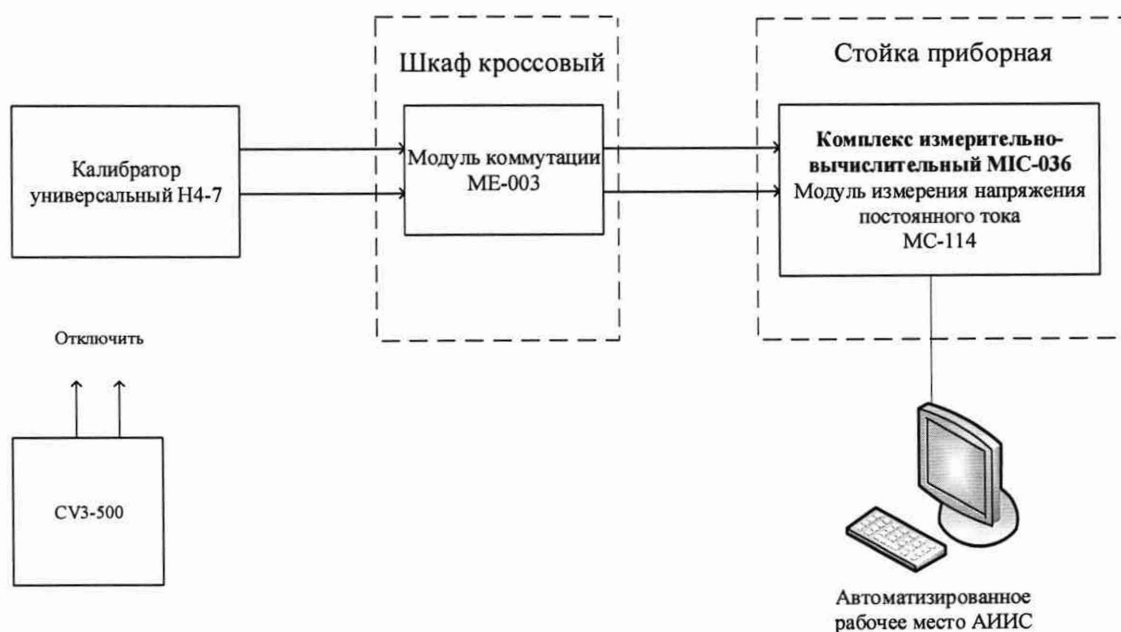 Шкаф кроссовый
Стойка приборная
Калибратор
универсальный Н4-7
Модуль коммутации
МЕ-003
Комплекс измерительно-
вычислительный MIC-036
Модуль измерения напряжения
постоянного тока
МС-114
Отключить
CV3-500
Автоматизированное
рабочее место АИИС